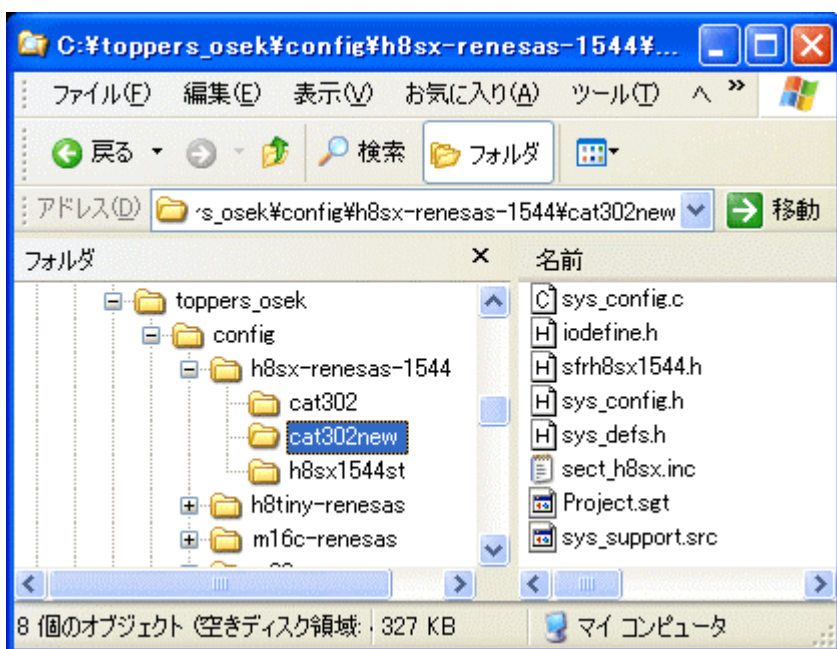 C:¥toppers_osek¥config¥h8sx-renesas-1544¥...
ファイル(F) 編集(E) 表示(V) お気に入り(A) ツール(T) ヘ »
戻る 検索 フォルダ
アドレス(D) s_osek¥config¥h8sx-renesas-1544¥cat302new 移動
フォルダ × 名前
toppers_osek
config
h8sx-renesas-1544
cat302
cat302new
h8sx1544st
h8tiny-renesas
m16c-renesas
sys_config.c
iodefine.h
sfrh8sx1544.h
sys_config.h
sys_defs.h
sect_h8sx.inc
Project.sgt
sys_support.src
8 個のオブジェクト (空きディスク領域: 327 KB マイ コンピュータ